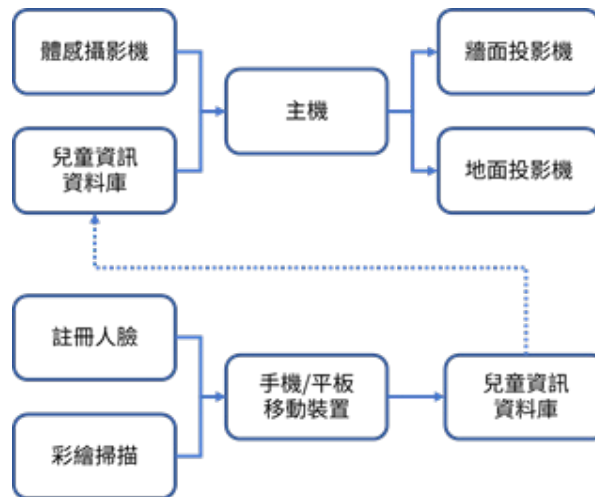 體感攝影機
牆面投影機
主機
兒童資訊
資料庫
地面投影機
註冊人臉
手機/平板
移動裝置
兒童資訊
資料庫
彩繪掃描